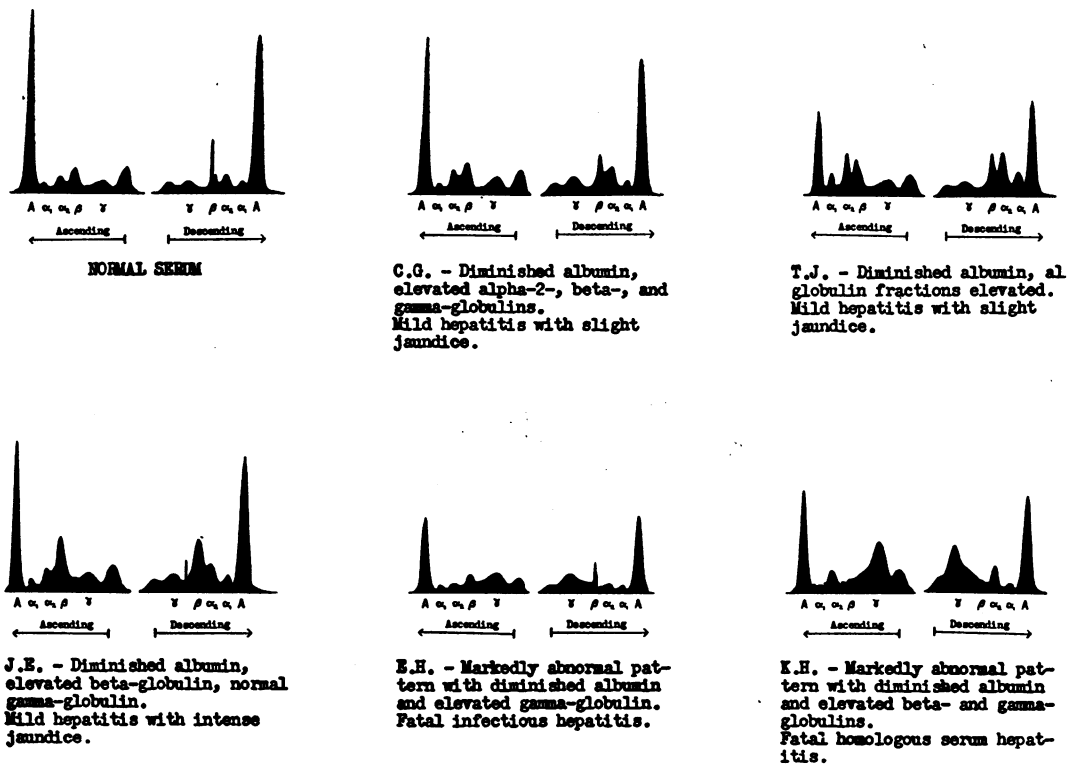 A α₁ α₂ β γ
γ β α₂ α₁ A
Ascending
Descending
NORMAL SERUM
A α₁ α₂ β γ
γ β α₂ α₁ A
Ascending
Descending
C.G. - Diminished albumin,
elevated alpha-2-, beta-, and
gamma-globulins.
Mild hepatitis with slight
jaundice.
A α₁ α₂ β γ
γ β α₂ α₁ A
Ascending
Descending
T.J. - Diminished albumin, al
globulin fractions elevated.
Mild hepatitis with slight
jaundice.
A α₁ α₂ β γ
γ β α₂ α₁ A
Ascending
Descending
J.E. - Diminished albumin,
elevated beta-globulin, normal
gamma-globulin.
Mild hepatitis with intense
jaundice.
A α₁ α₂ β γ
γ β α₂ α₁ A
Ascending
Descending
E.H. - Markedly abnormal pat-
tern with diminished albumin
and elevated gamma-globulin.
Fatal infectious hepatitis.
A α₁ α₂ β γ
γ β α₂ α₁ A
Ascending
Descending
K.H. - Markedly abnormal pat-
tern with diminished albumin
and elevated beta- and gamma-
globulins.
Fatal homologous serum hepat-
itis.